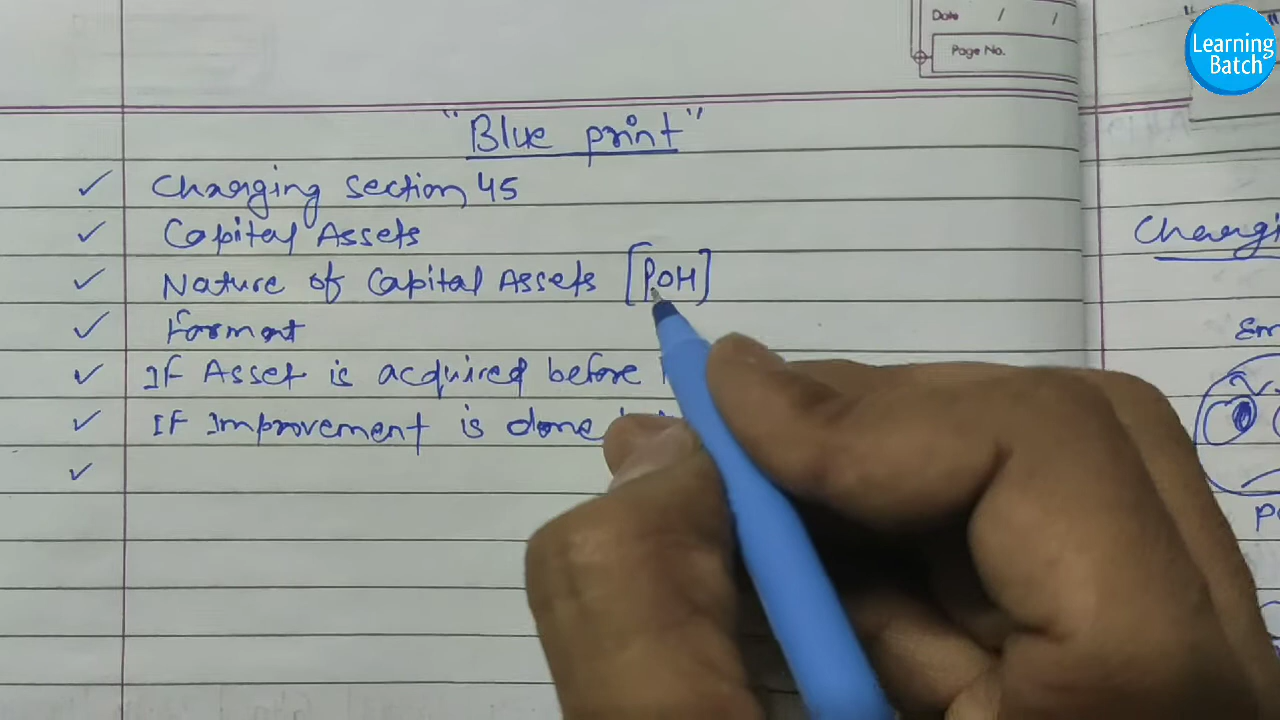 Date / /
Page No.
Learning
Batch
"Blue print"
✓ Charging section 45
✓ Capital Assets
✓ Nature of Capital Assets [POH]
✓ Format
✓ If Asset is acquired before
✓ If Improvement is done
✓